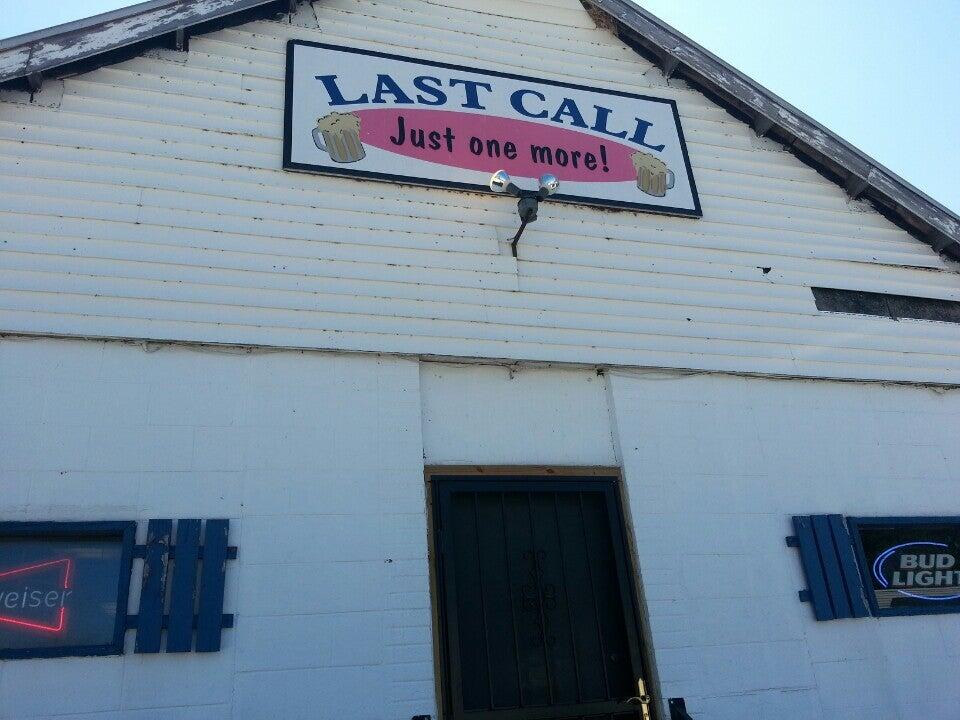 LAST CALL
Just one more!
weiser
BUD
LIGHT